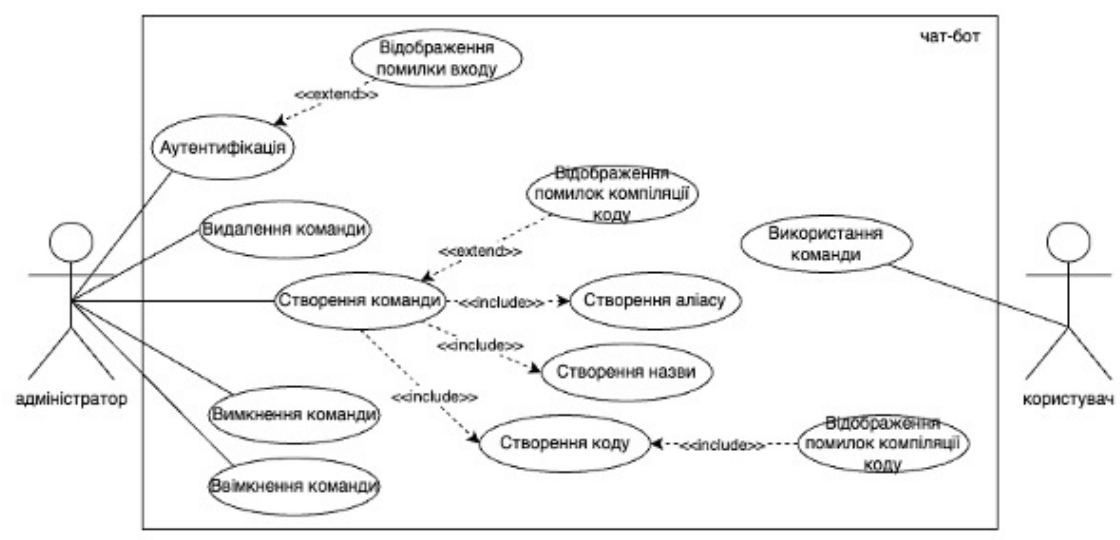 чат-бот
Відображення
помилки входу
<<extend>>
Аутентифікація
Відображення
помилок компіляції
коду
Видалення команди
Використання
команди
<<extend>>
Створення команди
<<include>>
Створення аліасу
<<include>>
Створення назви
адміністратор
користувач
<<include>>
Вимкнення команди
Створення коду
<<include>>
Відображення
помилок компіляції
коду
Ввімкнення команди